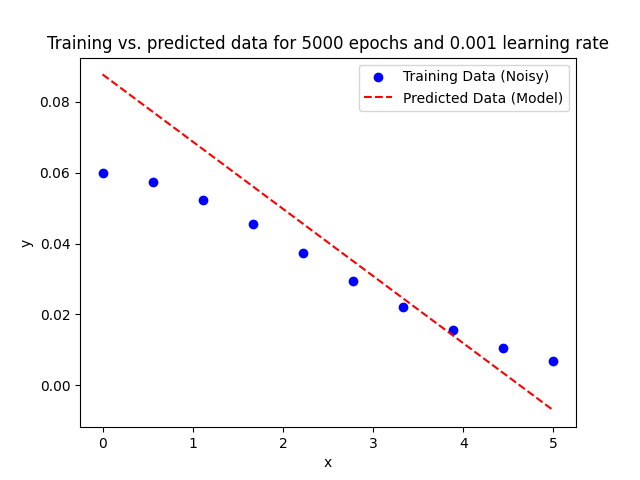 Training vs. predicted data for 5000 epochs and 0.001 learning rate
Training Data (Noisy)
Predicted Data (Model)
0.08
0.06
0.04
0.02
0.00
y
0 1 2 3 4 5
x